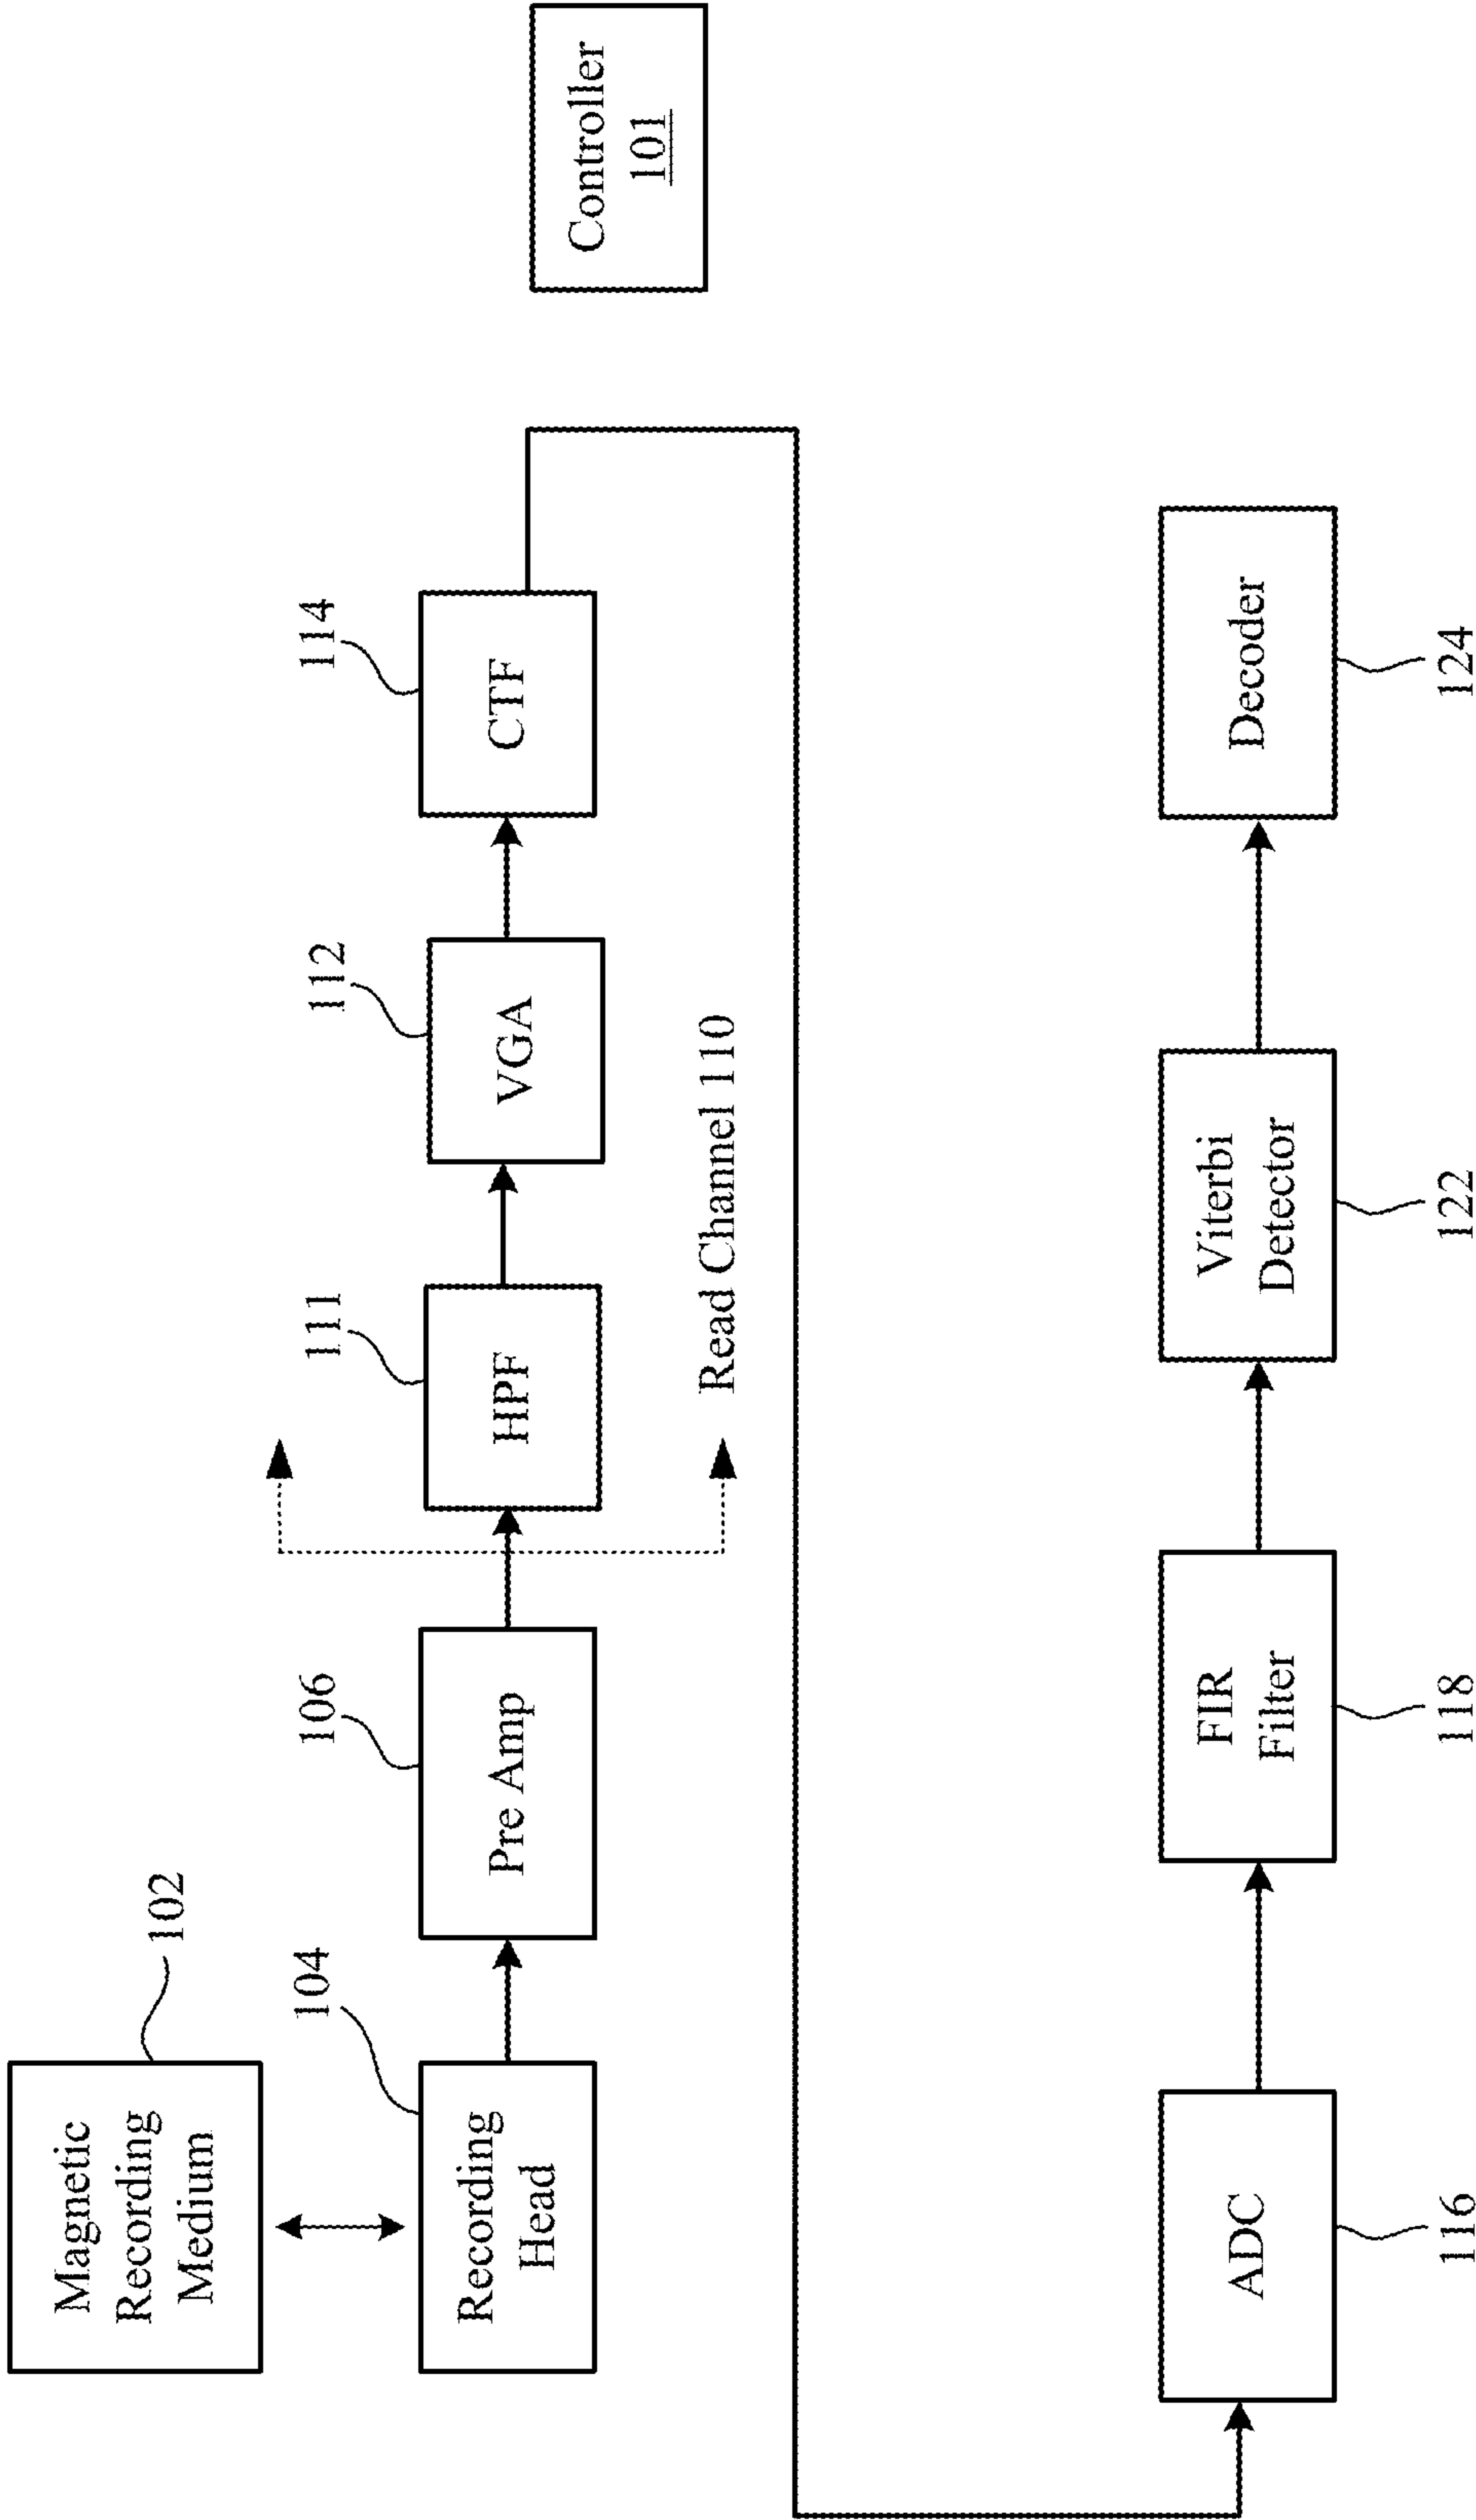 102
Magnetic
Recording
Medium
104
Recording
Head
106
Pre Amp
111
HPF
112
VGA
114
CTF
Controller
101
Read Channel 110
ADC
116
FIR
Filter
118
Viterbi
Detector
122
Decoder
124